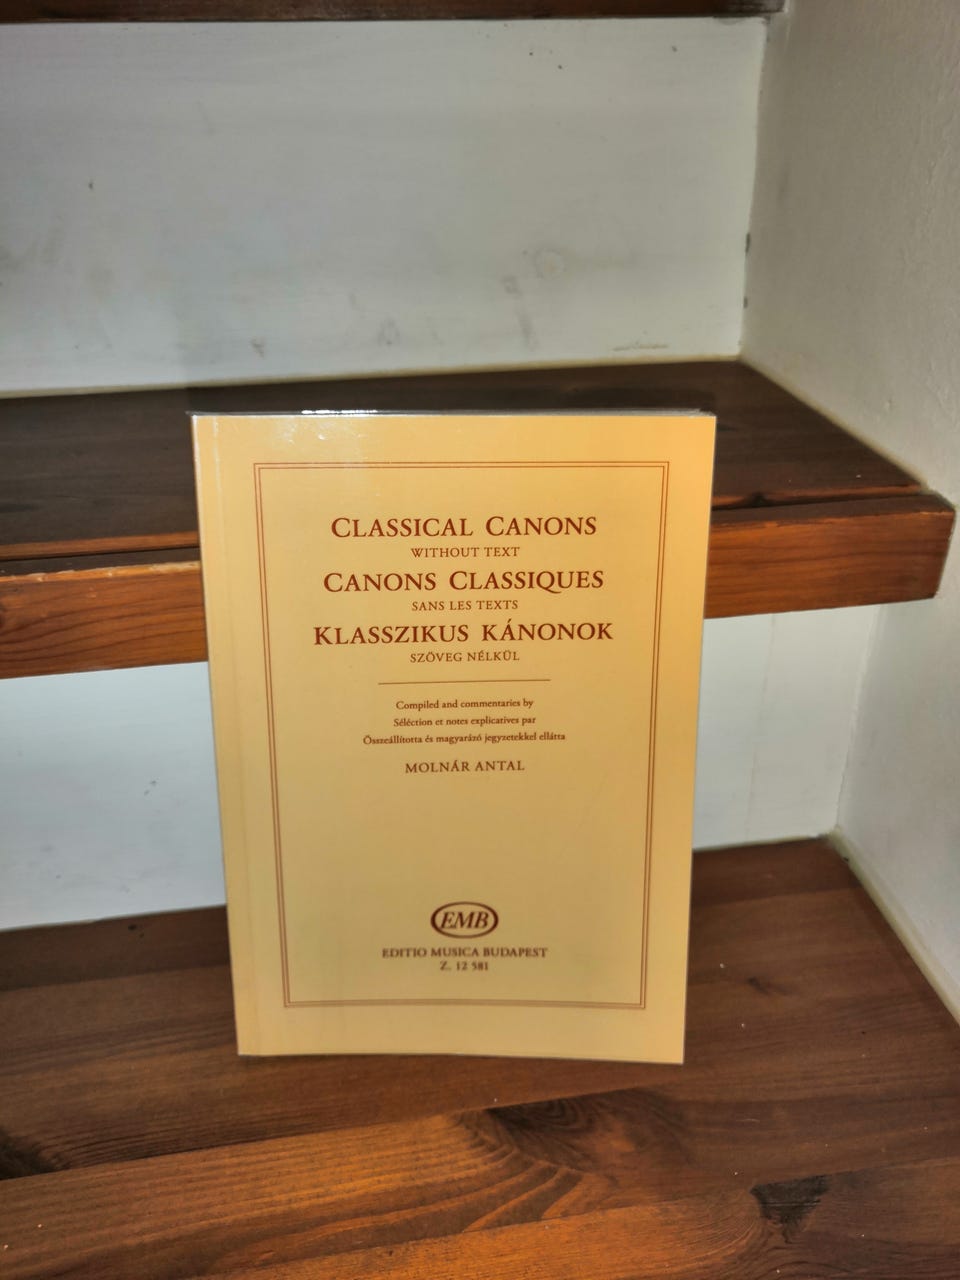 CLASSICAL CANONS
WITHOUT TEXT
CANONS CLASSIQUES
SANS LES TEXTS
KLASSZIKUS KÁNONOK
SZÖVEG NÉLKÜL
Compiled and commentaries by
Séléction et notes explicatives par
Összeállította és magyarázó jegyzetekkel ellátta
MOLNÁR ANTAL
EMB
EDITIO MUSICA BUDAPEST
Z. 12 581